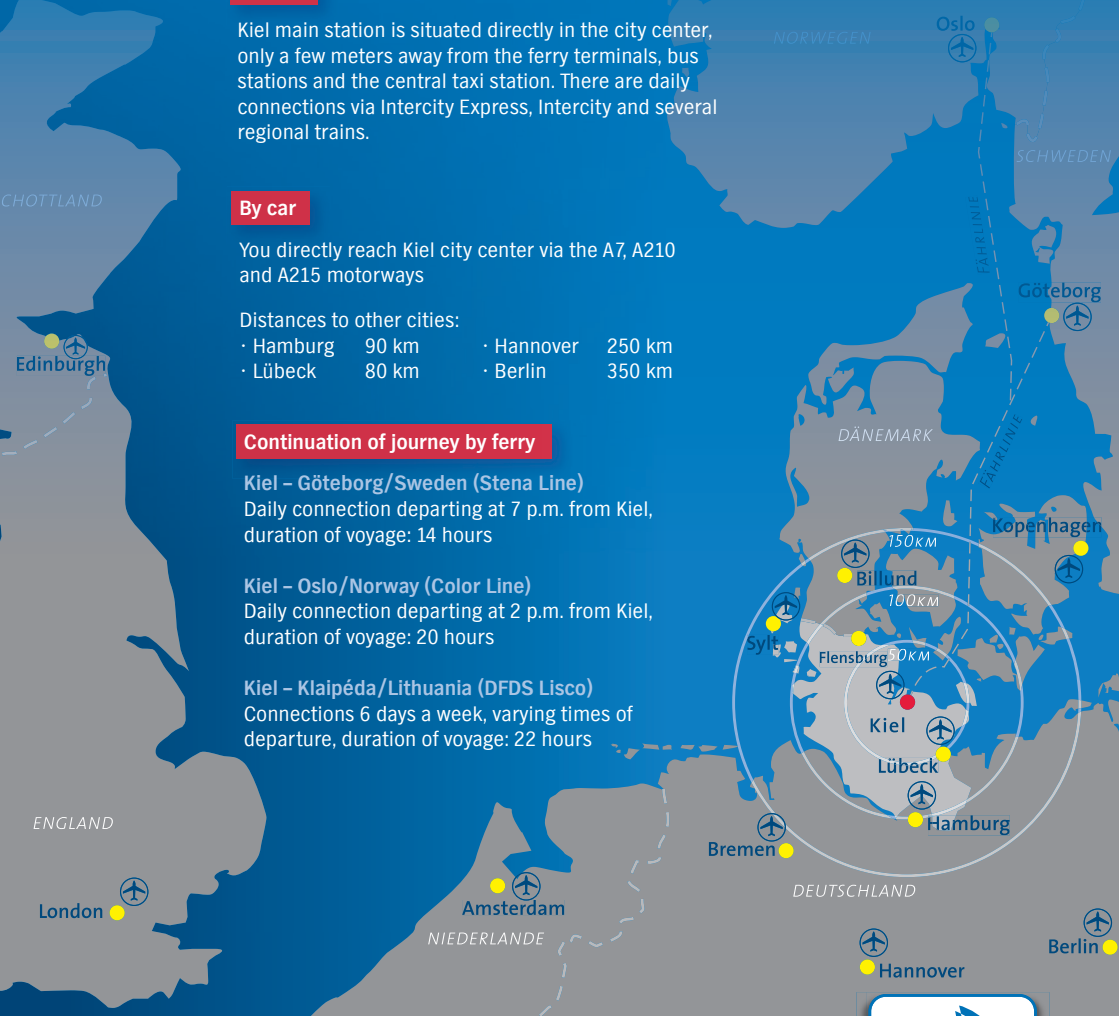 Kiel main station is situated directly in the city center,
only a few meters away from the ferry terminals, bus
stations and the central taxi station. There are daily
connections via Intercity Express, Intercity and several
regional trains.
By car
You directly reach Kiel city center via the A7, A210
and A215 motorways
Distances to other cities:
· Hamburg 90 km · Hannover 250 km
· Lübeck 80 km · Berlin 350 km
Continuation of journey by ferry
Kiel – Göteborg/Sweden (Stena Line)
Daily connection departing at 7 p.m. from Kiel,
duration of voyage: 14 hours
Kiel – Oslo/Norway (Color Line)
Daily connection departing at 2 p.m. from Kiel,
duration of voyage: 20 hours
Kiel – Klaipéda/Lithuania (DFDS Lisco)
Connections 6 days a week, varying times of
departure, duration of voyage: 22 hours
Oslo
NORWEGEN
SCHWEDEN
CHOTTLAND
FÄHRLINIE
Göteborg
Edinburgh
DÄNEMARK
FÄHRLINIE
Kopenhagen
150KM
Billund
100KM
Sylt
Flensburg
50KM
Kiel
Lübeck
Hamburg
ENGLAND
Bremen
DEUTSCHLAND
London
Amsterdam
NIEDERLANDE
Berlin
Hannover